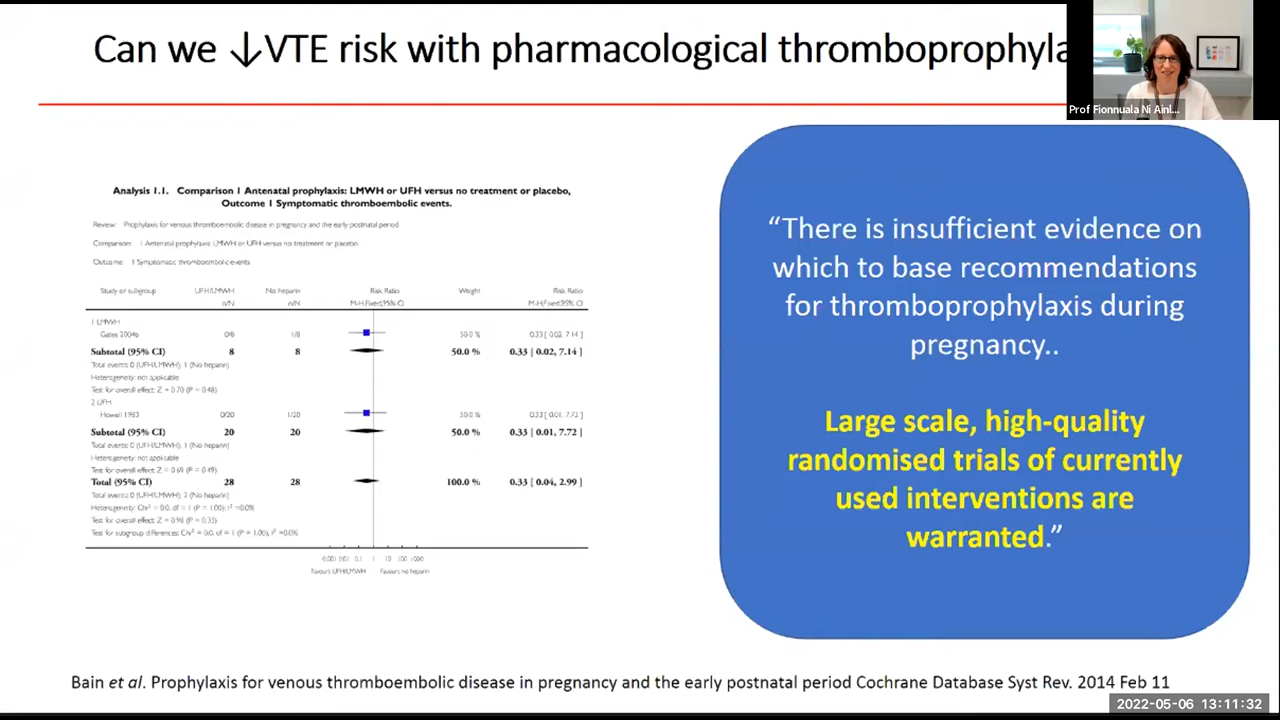 Can we ↓VTE risk with pharmacological thromboprophyla
Prof Fionnuala Ni Ainl...
Analysis 1.1. Comparison 1 Antenatal prophylaxis: LMWH or UFH versus no treatment or placebo,
Outcome 1 Symptomatic thromboembolic events.
Review: Prophylaxis for venous thromboembolic disease in pregnancy and the early postnatal period
Comparison: 1 Antenatal prophylaxis: LMWH or UFH versus no treatment or placebo
Outcome: 1 Symptomatic thromboembolic events
Study or subgroup UFH/LMWH No heparin Risk Ratio Weight Risk Ratio
n/N n/N M-H,Fixed,95% CI M-H,Fixed,95% CI
1 LMWH
Gates 2004b 0/8 1/8 50.0 % 0.33 [ 0.02, 7.14 ]
Subtotal (95% CI) 8 8 50.0 % 0.33 [ 0.02, 7.14 ]
Total events: 0 (UFH/LMWH), 1 (No heparin)
Heterogeneity: not applicable
Test for overall effect: Z = 0.70 (P = 0.48)
2 UFH
Howell 1983 0/20 1/20 50.0 % 0.33 [ 0.01, 7.72 ]
Subtotal (95% CI) 20 20 50.0 % 0.33 [ 0.01, 7.72 ]
Total events: 0 (UFH/LMWH), 1 (No heparin)
Heterogeneity: not applicable
Test for overall effect: Z = 0.69 (P = 0.49)
Total (95% CI) 28 28 100.0 % 0.33 [ 0.04, 2.99 ]
Total events: 0 (UFH/LMWH), 2 (No heparin)
Heterogeneity: Chi² = 0.0, df = 1 (P = 1.00); I² =0.0%
Test for overall effect: Z = 0.98 (P = 0.33)
Test for subgroup differences: Chi² = 0.0, df = 1 (P = 1.00), I² =0.0%
0.001 0.01 0.1 1 10 100 1000
Favours UFH/LMWH Favours no heparin
“There is insufficient evidence on
which to base recommendations
for thromboprophylaxis during
pregnancy..
Large scale, high-quality
randomised trials of currently
used interventions are
warranted.”
Bain et al. Prophylaxis for venous thromboembolic disease in pregnancy and the early postnatal period Cochrane Database Syst Rev. 2014 Feb 11
2022-05-06 13:11:32